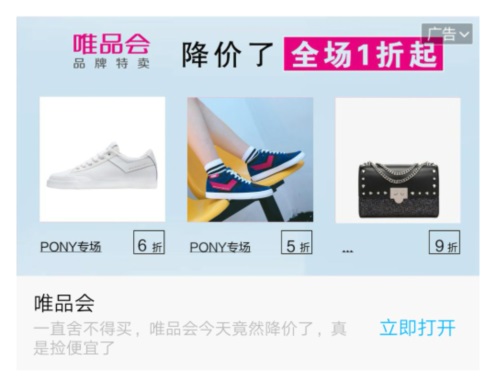 广告
唯品会
品牌特卖
降价了 全场1折起
PONY专场 6折
PONY专场 5折
... 9折
唯品会
一直舍不得买，唯品会今天竟然降价了，真
是捡便宜了
立即打开